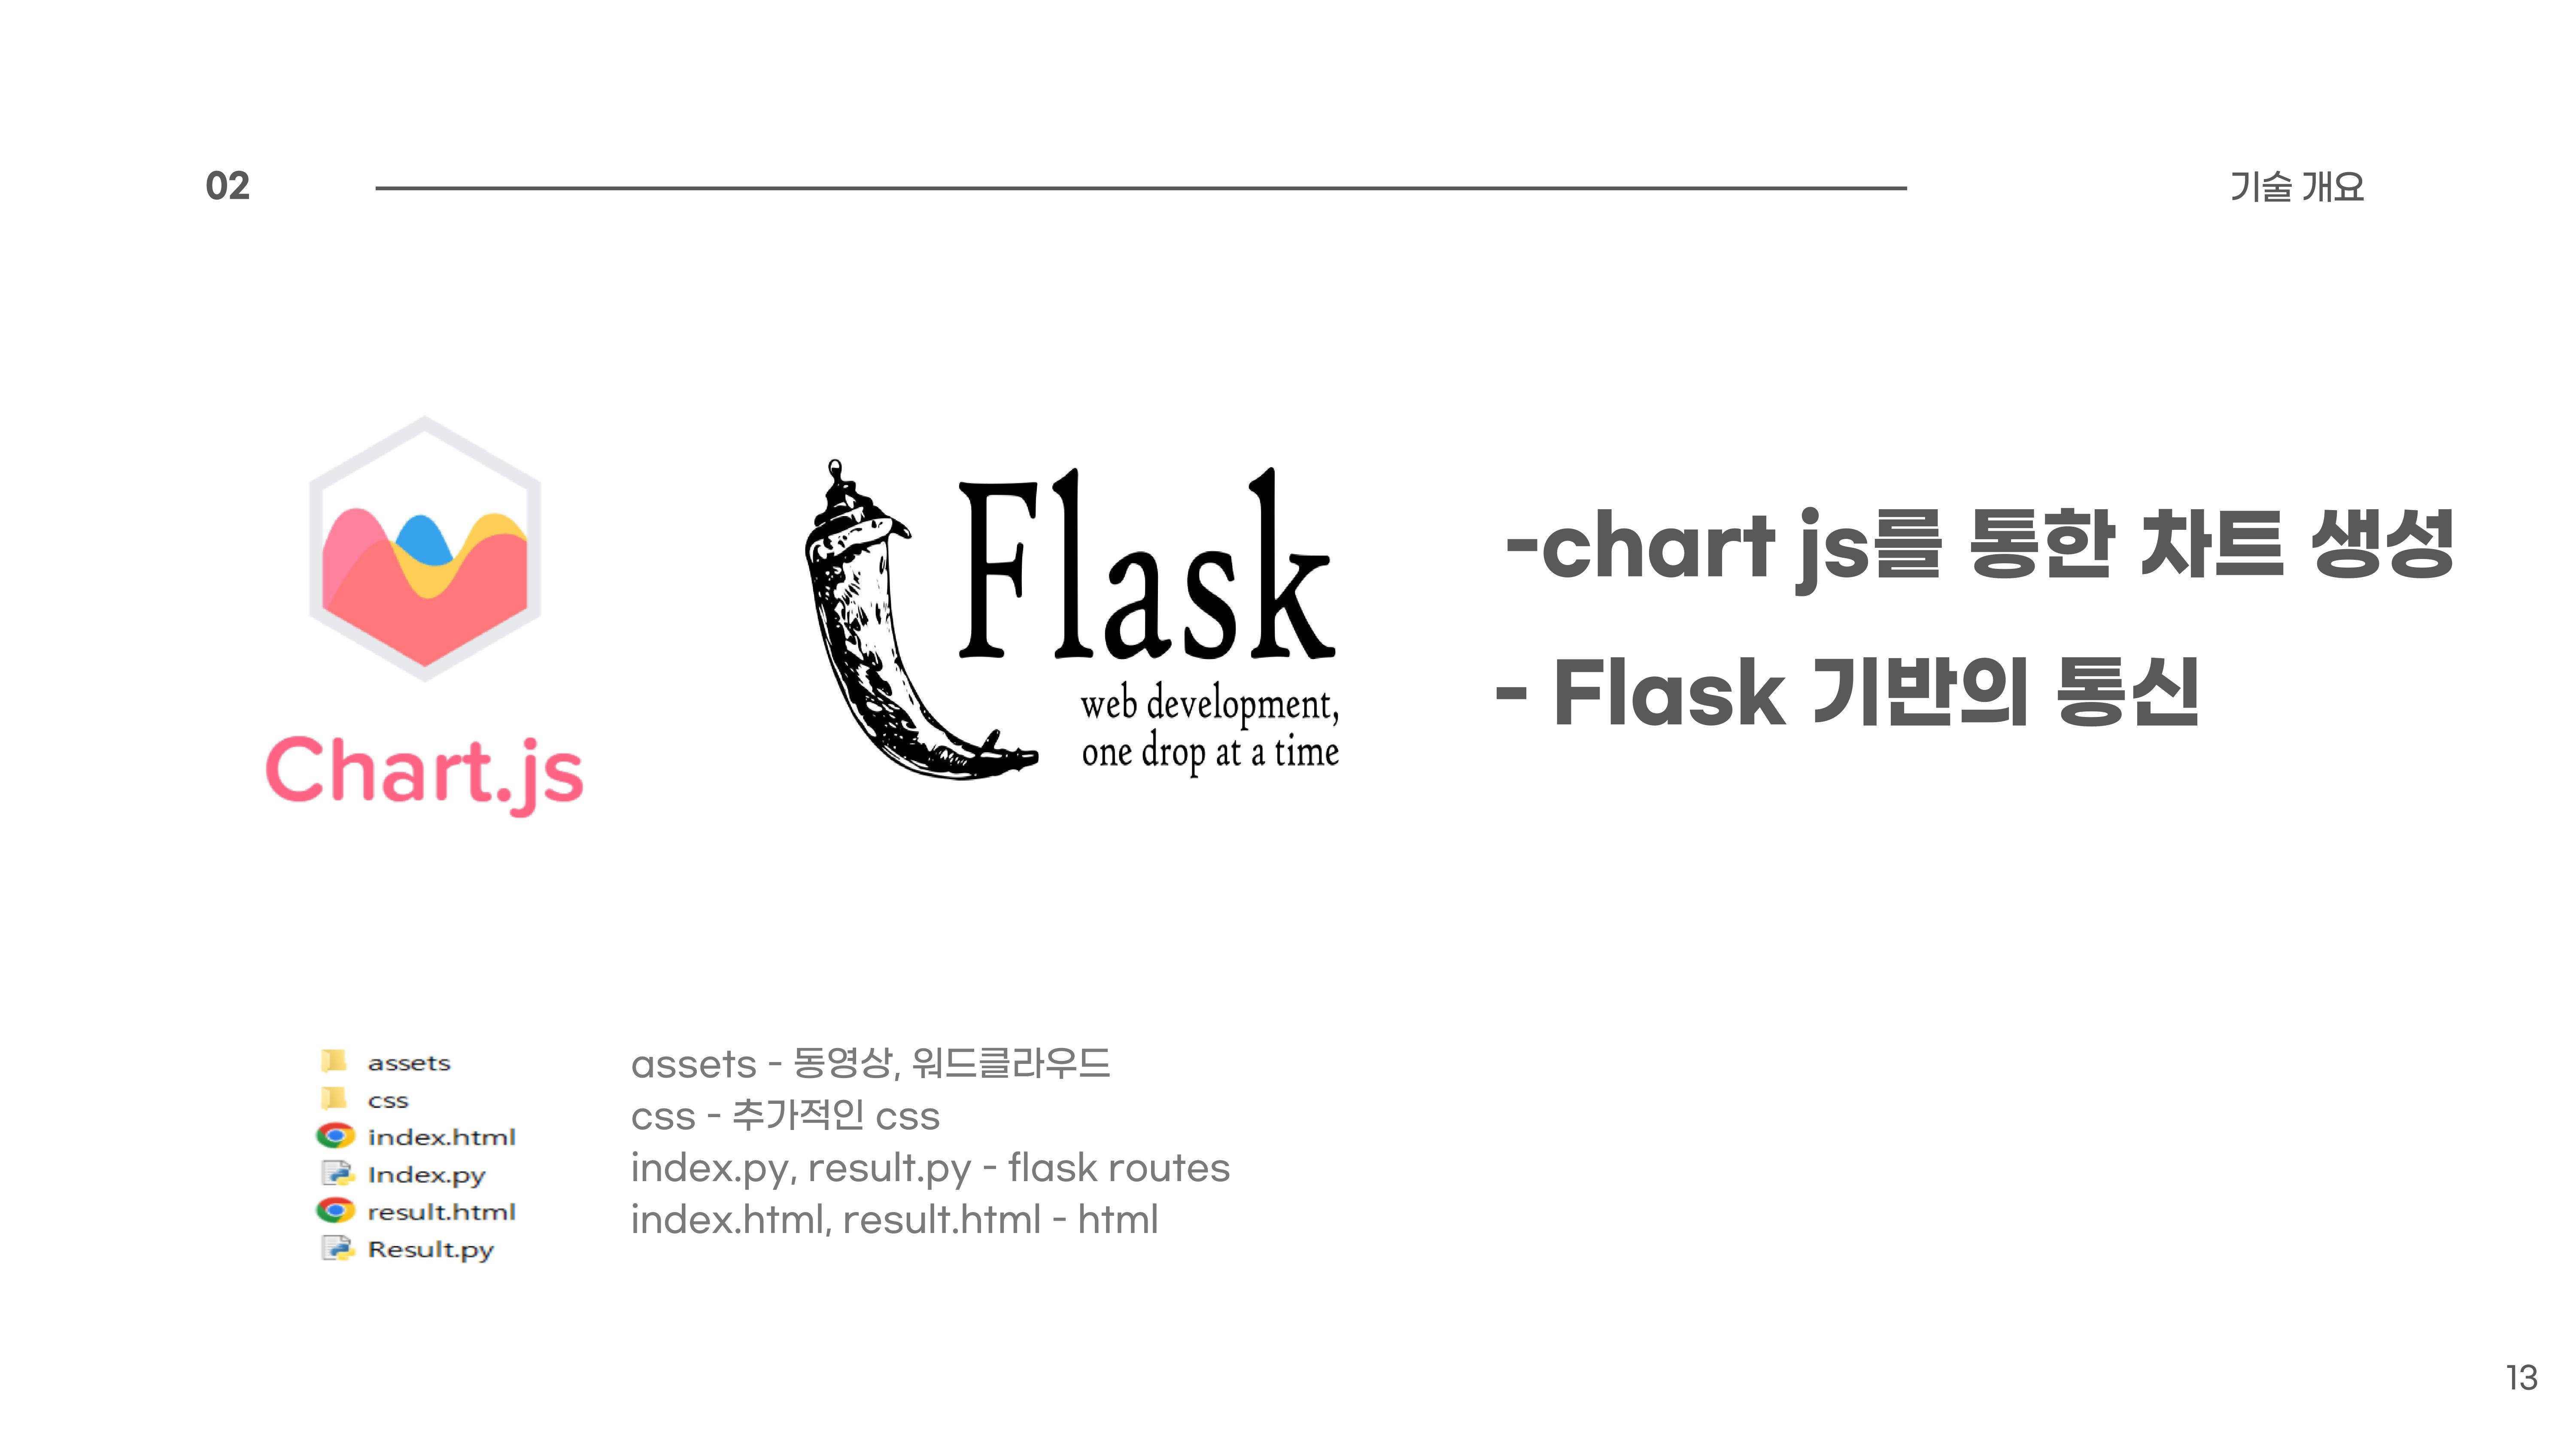 02
기술 개요
Chart.js
Flask
web development,
one drop at a time
-chart js를 통한 차트 생성
- Flask 기반의 통신
assets
css
index.html
Index.py
result.html
Result.py
assets - 동영상, 워드클라우드
css - 추가적인 css
index.py, result.py - flask routes
index.html, result.html - html
13